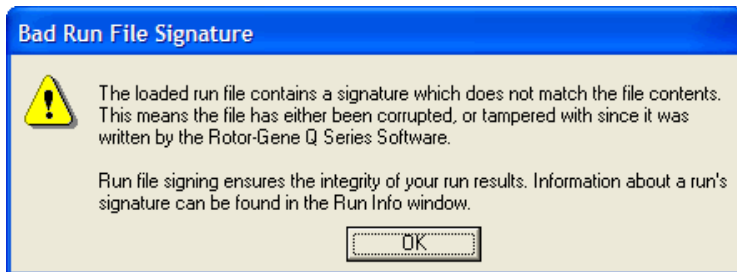 Bad Run File Signature
The loaded run file contains a signature which does not match the file contents.
This means the file has either been corrupted, or tampered with since it was
written by the Rotor-Gene Q Series Software.
Run file signing ensures the integrity of your run results. Information about a run's
signature can be found in the Run Info window.
OK